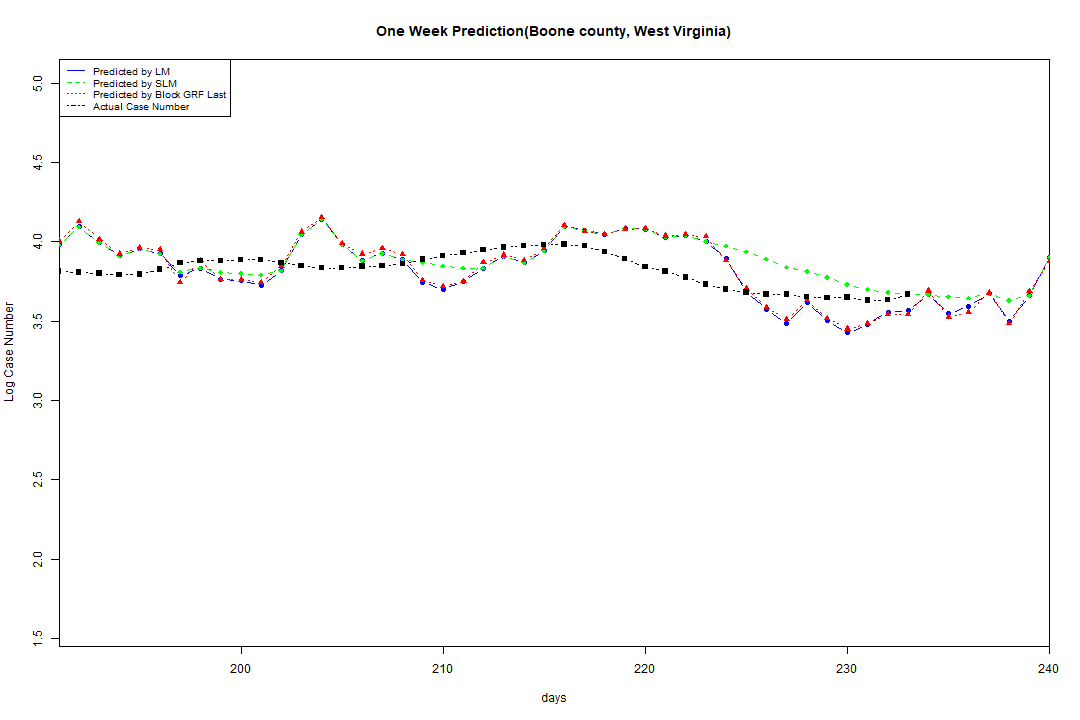 One Week Prediction(Boone county, West Virginia)
Predicted by LM
Predicted by SLM
Predicted by Block GRF Last
Actual Case Number
5.0
4.5
4.0
3.5
3.0
2.5
2.0
1.5
Log Case Number
200
210
220
230
240
days